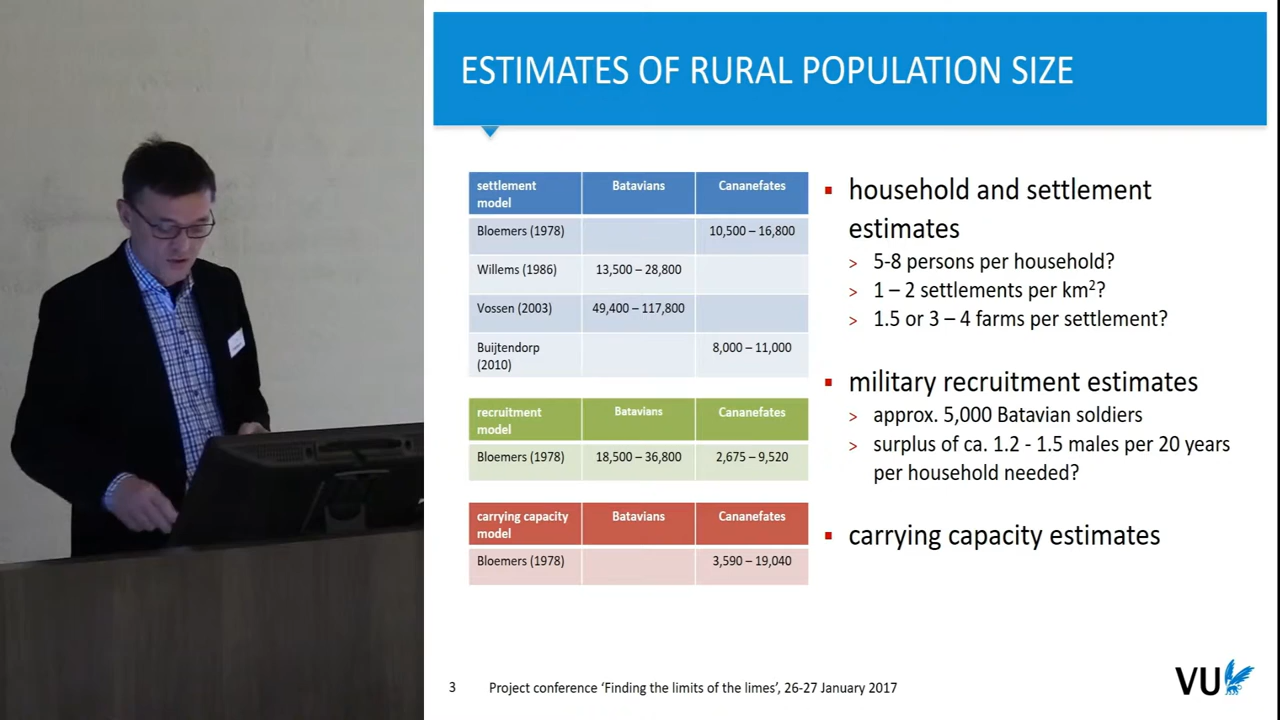 ESTIMATES OF RURAL POPULATION SIZE
settlement model Batavians Cananefates
Bloemers (1978) 10,500 – 16,800
Willems (1986) 13,500 – 28,800
Vossen (2003) 49,400 – 117,800
Buijtendorp (2010) 8,000 – 11,000
recruitment model Batavians Cananefates
Bloemers (1978) 18,500 – 36,800 2,675 – 9,520
carrying capacity model Batavians Cananefates
Bloemers (1978) 3,590 – 19,040
▪ household and settlement
estimates
> 5-8 persons per household?
> 1 – 2 settlements per km²?
> 1.5 or 3 – 4 farms per settlement?
▪ military recruitment estimates
> approx. 5,000 Batavian soldiers
> surplus of ca. 1.2 - 1.5 males per 20 years
per household needed?
▪ carrying capacity estimates
3 Project conference ‘Finding the limits of the limes’, 26-27 January 2017
VU